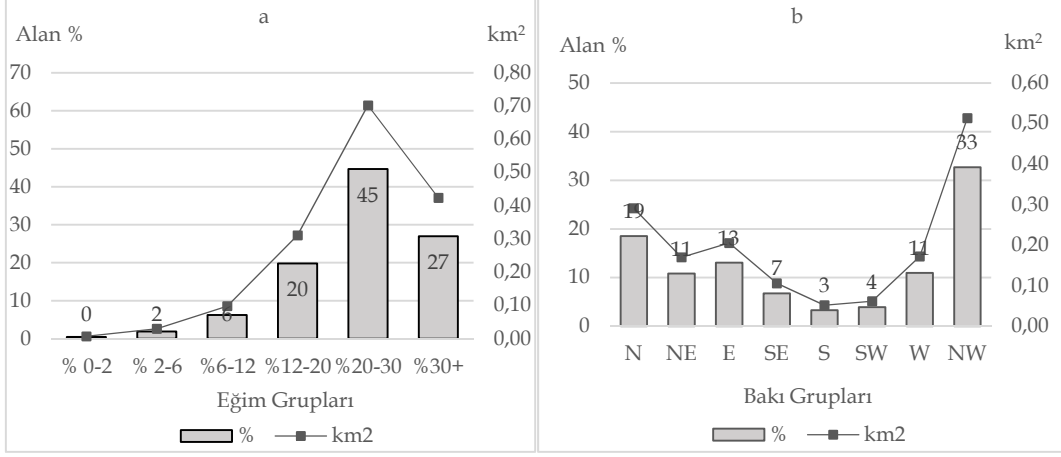 a
Alan %
km²
70
60
50
40
30
20
10
0
0,80
0,70
0,60
0,50
0,40
0,30
0,20
0,10
0,00
0
2
6
20
45
27
% 0-2
% 2-6
%6-12
%12-20
%20-30
%30+
Eğim Grupları
%
km2
b
Alan %
km²
50
40
30
20
10
0
0,60
0,50
0,40
0,30
0,20
0,10
0,00
19
11
13
7
3
4
11
33
N
NE
E
SE
S
SW
W
NW
Bakı Grupları
%
km2